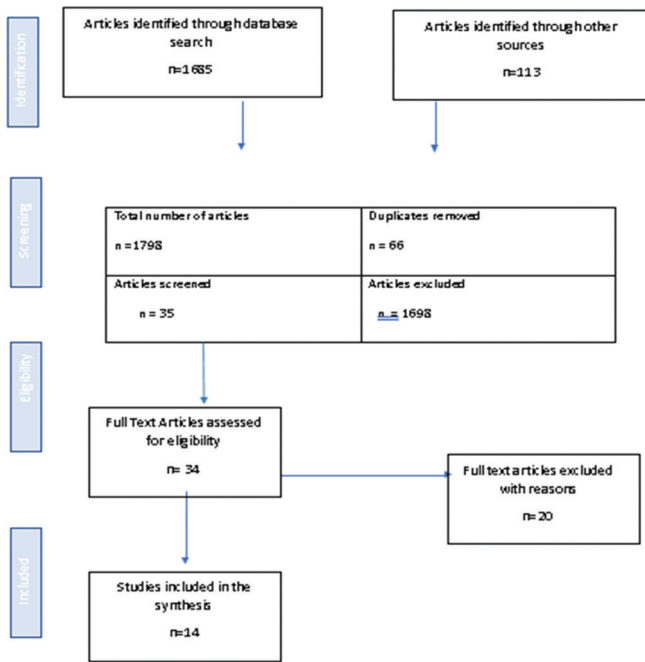 Identification
Articles identified through database
search
n=1685
Articles identified through other
sources
n=113
Screening
Total number of articles
n =1798
Duplicates removed
n = 66
Articles screened
n = 35
Articles excluded
n = 1698
Eligibility
Full Text Articles assessed
for eligibility
n= 34
Full text articles excluded
with reasons
n=20
Included
Studies included in the
synthesis
n=14